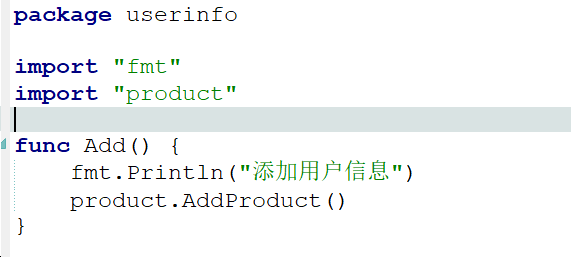 package userinfo
import "fmt"
import "product"
func Add() {
fmt.Println("添加用户信息")
product.AddProduct()
}